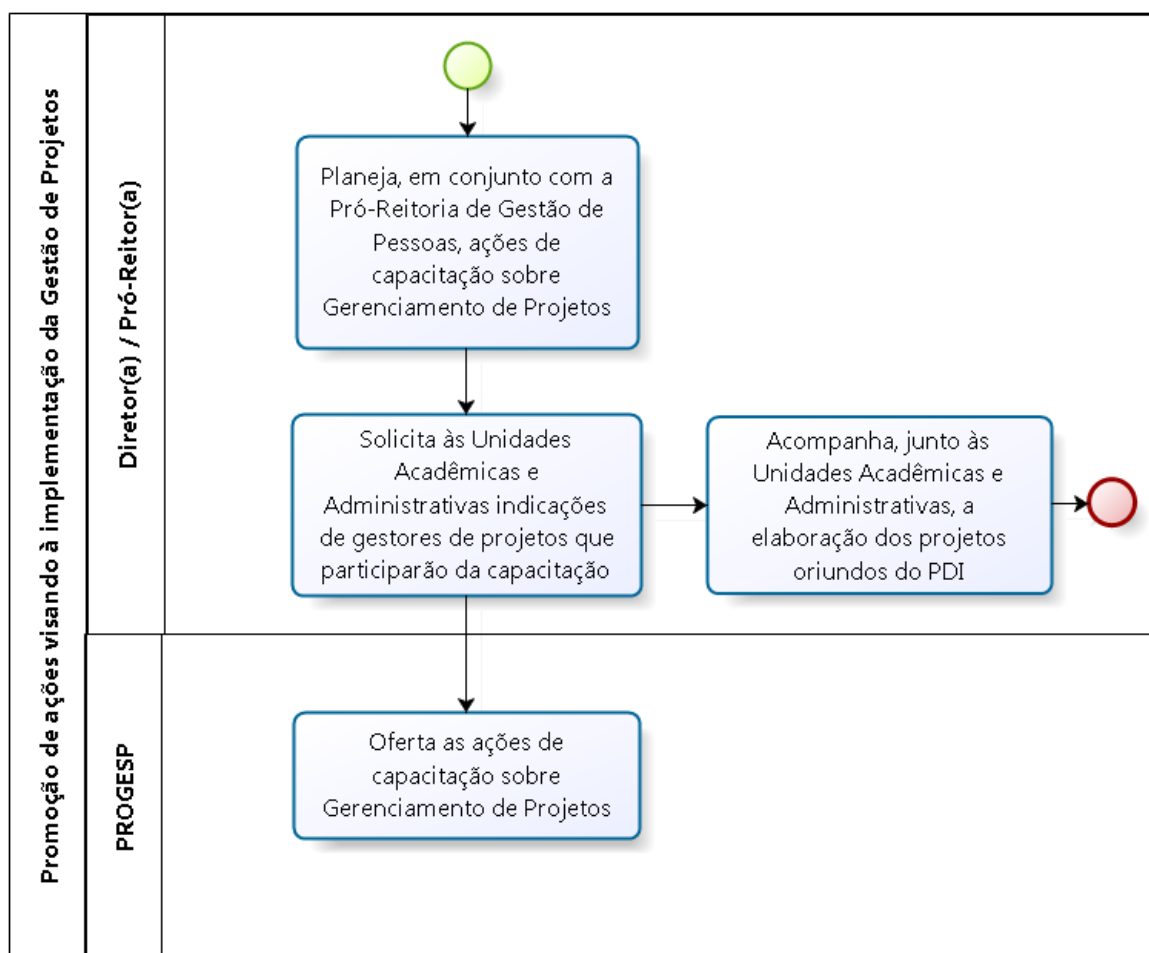 Promoção de ações visando à implementação da Gestão de Projetos
Diretor(a) / Pró-Reitor(a)
Planeja, em conjunto com a
Pró-Reitoria de Gestão de
Pessoas, ações de
capacitação sobre
Gerenciamento de Projetos
Solicita às Unidades
Acadêmicas e
Administrativas indicações
de gestores de projetos que
participarão da capacitação
Acompanha, junto às
Unidades Acadêmicas e
Administrativas, a
elaboração dos projetos
oriundos do PDI
PROGESP
Oferta as ações de
capacitação sobre
Gerenciamento de Projetos